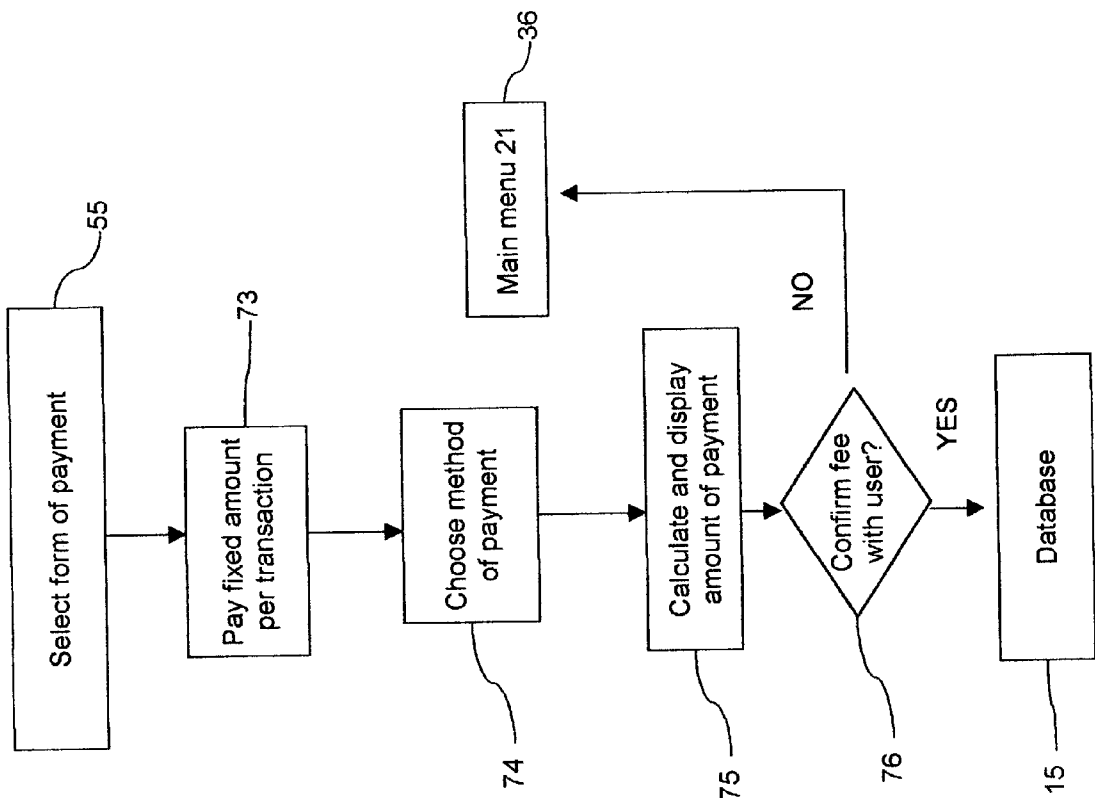 Select form of payment
55
Pay fixed amount
per transaction
73
Choose method
of payment
74
Calculate and display
amount of payment
75
Confirm fee
with user?
76
NO
Main menu 21
36
YES
Database
15